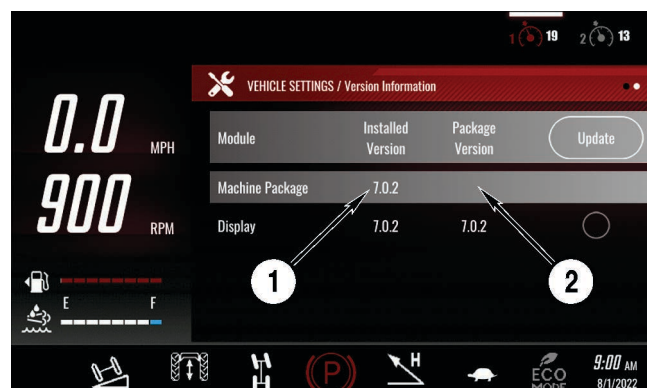 1 19 2 13
VEHICLE SETTINGS / Version Information
0.0 MPH
900 RPM
Module Installed Version Package Version Update
Machine Package 7.0.2
Display 7.0.2 7.0.2
1 2
E F
P H ECO MODE
9:00 AM
8/1/2022